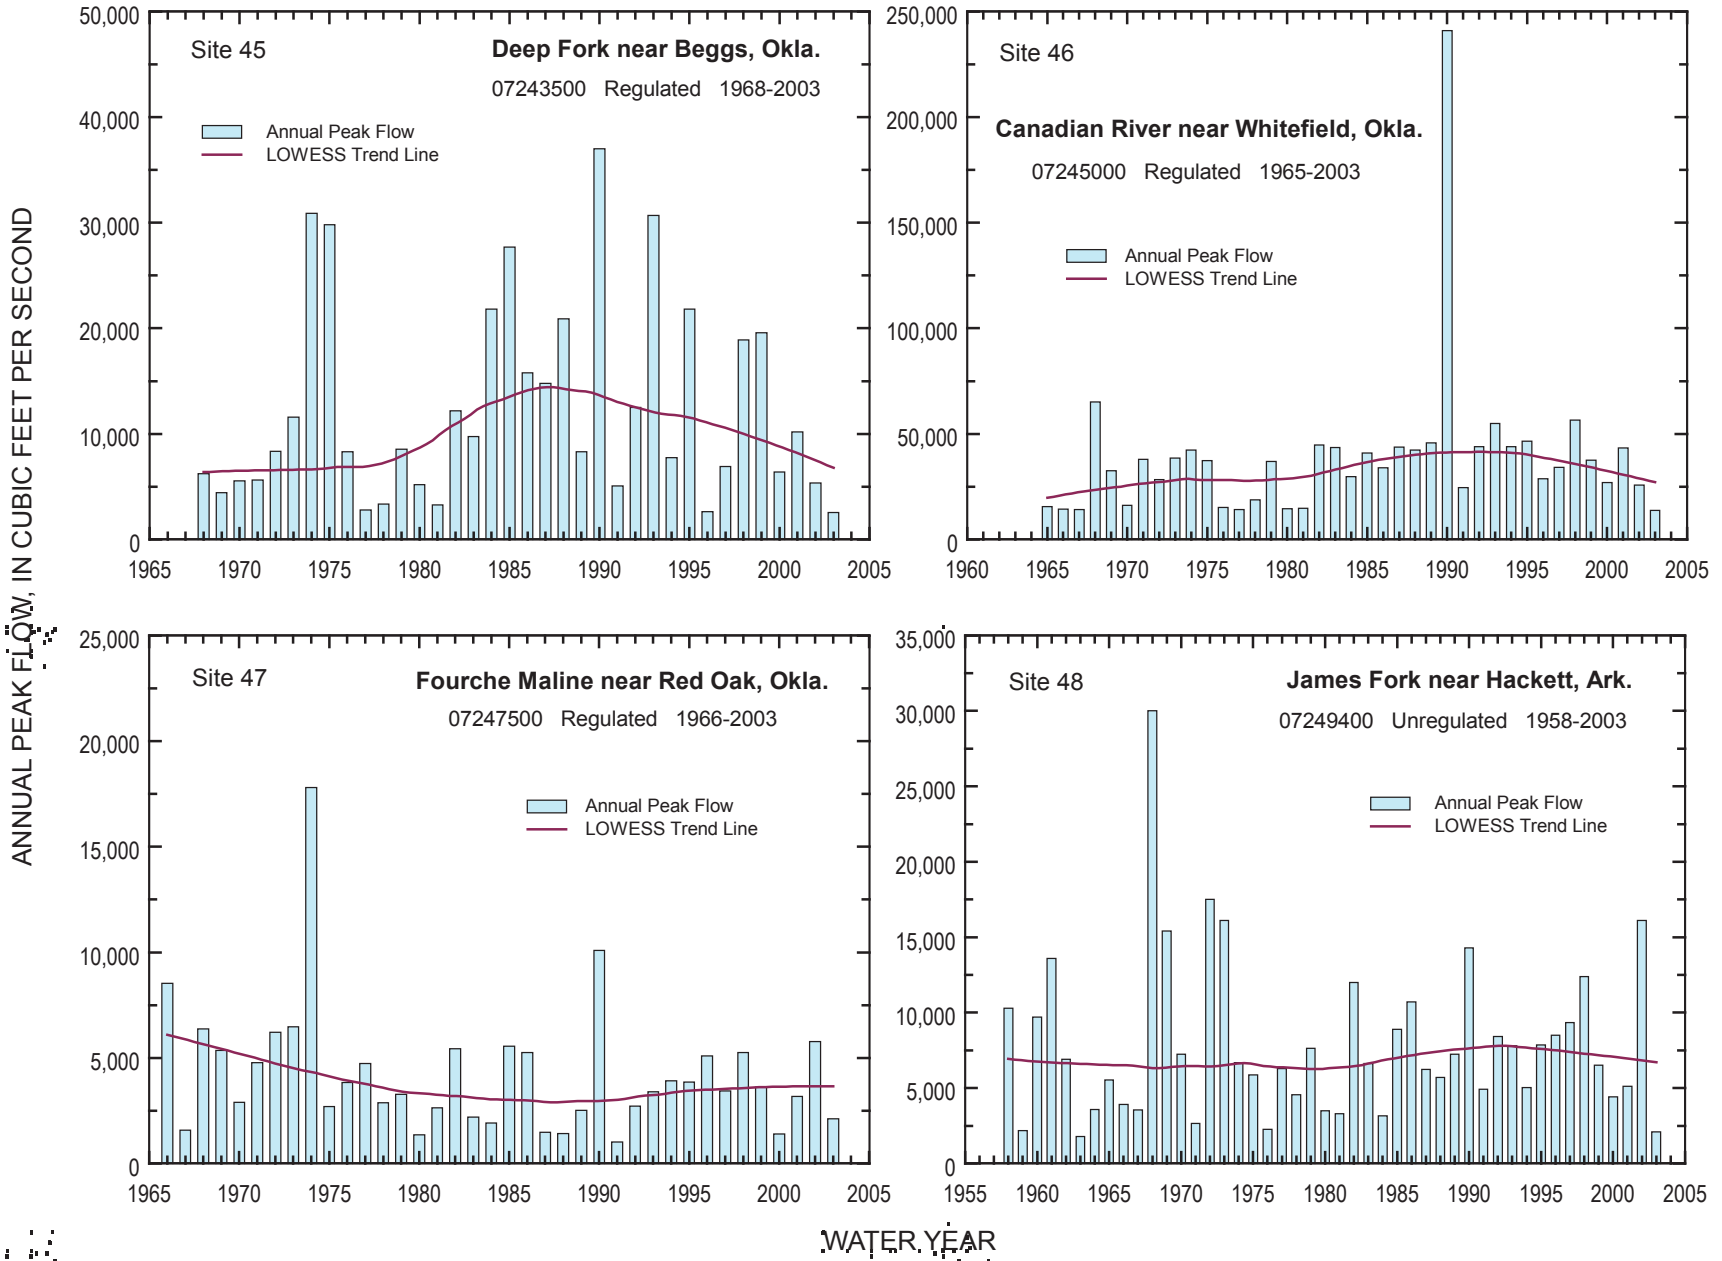 ANNUAL PEAK FLOW, IN CUBIC FEET PER SECOND
Site 45
Deep Fork near Beggs, Okla.
07243500 Regulated 1968-2003
Annual Peak Flow
LOWESS Trend Line
50,000
40,000
30,000
20,000
10,000
0
1965 1970 1975 1980 1985 1990 1995 2000 2005
Site 46
Canadian River near Whitefield, Okla.
07245000 Regulated 1965-2003
Annual Peak Flow
LOWESS Trend Line
250,000
200,000
150,000
100,000
50,000
0
1960 1965 1970 1975 1980 1985 1990 1995 2000 2005
Site 47
Fourche Maline near Red Oak, Okla.
07247500 Regulated 1966-2003
Annual Peak Flow
LOWESS Trend Line
25,000
20,000
15,000
10,000
5,000
0
1965 1970 1975 1980 1985 1990 1995 2000 2005
Site 48
James Fork near Hackett, Ark.
07249400 Unregulated 1958-2003
Annual Peak Flow
LOWESS Trend Line
35,000
30,000
25,000
20,000
15,000
10,000
5,000
0
1955 1960 1965 1970 1975 1980 1985 1990 1995 2000 2005
WATER YEAR